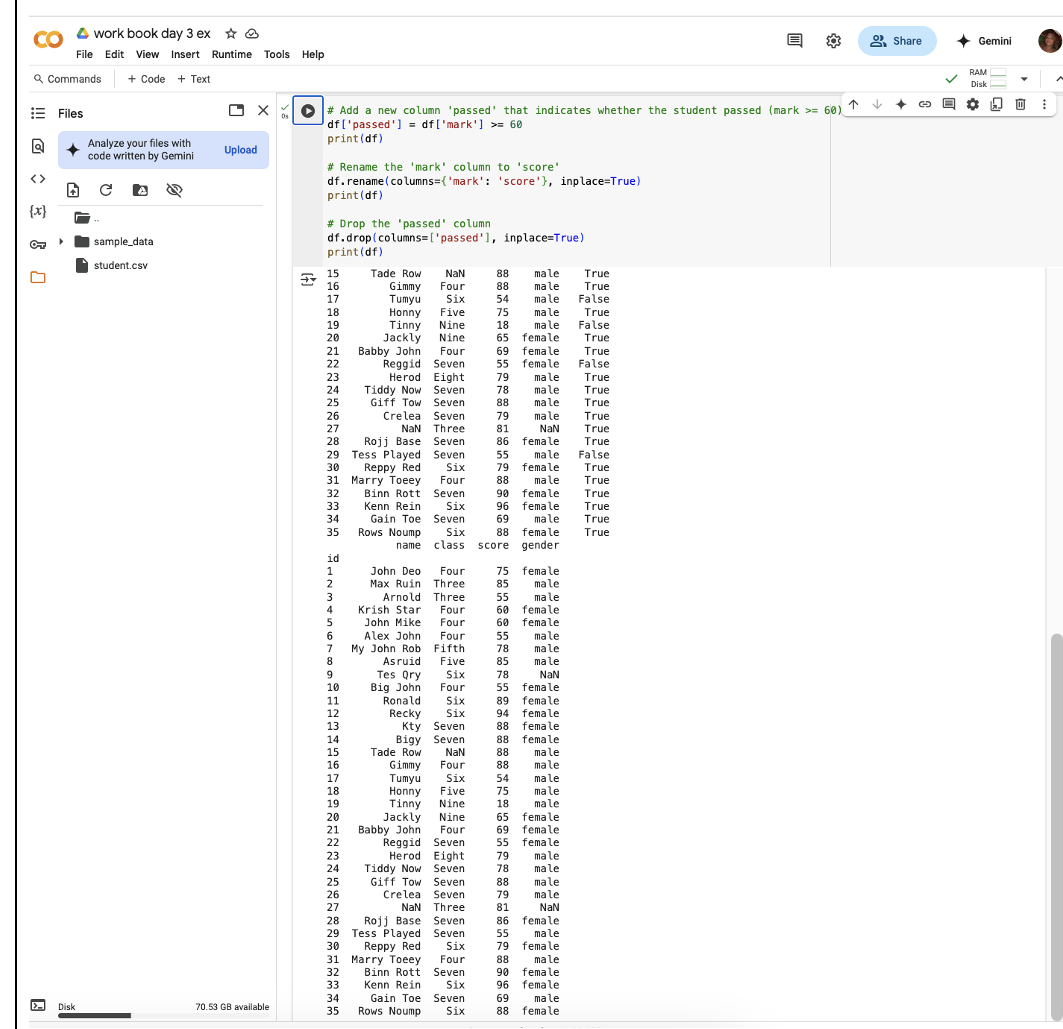 work book day 3 ex
File Edit View Insert Runtime Tools Help
Share
Gemini
Commands + Code + Text
RAM
Disk
Files
Analyze your files with
code written by Gemini
Upload
..
sample_data
student.csv
Disk 70.53 GB available
0s
# Add a new column 'passed' that indicates whether the student passed (mark >= 60)
df['passed'] = df['mark'] >= 60
print(df)
# Rename the 'mark' column to 'score'
df.rename(columns={'mark': 'score'}, inplace=True)
print(df)
# Drop the 'passed' column
df.drop(columns=['passed'], inplace=True)
print(df)
15 Tade Row NaN 88 male True
16 Gimmy Four 88 male True
17 Tumyu Six 54 male False
18 Honny Five 75 male True
19 Tinny Nine 18 male False
20 Jackly Nine 65 female True
21 Babby John Four 69 female True
22 Reggid Seven 55 female False
23 Herod Eight 79 male True
24 Tiddy Now Seven 78 male True
25 Giff Tow Seven 88 male True
26 Crelea Seven 79 male True
27 NaN Three 81 NaN True
28 Rojj Base Seven 86 female True
29 Tess Played Seven 55 male False
30 Reppy Red Six 79 female True
31 Marry Toeey Four 88 male True
32 Binn Rott Seven 90 female True
33 Kenn Rein Six 96 female True
34 Gain Toe Seven 69 male True
35 Rows Noump Six 88 female True
name class score gender
id
1 John Deo Four 75 female
2 Max Ruin Three 85 male
3 Arnold Three 55 male
4 Krish Star Four 60 female
5 John Mike Four 60 female
6 Alex John Four 55 male
7 My John Rob Fifth 78 male
8 Asruid Five 85 male
9 Tes Qry Six 78 NaN
10 Big John Four 55 female
11 Ronald Six 89 female
12 Recky Six 94 female
13 Kty Seven 88 female
14 Bigy Seven 88 female
15 Tade Row NaN 88 male
16 Gimmy Four 88 male
17 Tumyu Six 54 male
18 Honny Five 75 male
19 Tinny Nine 18 male
20 Jackly Nine 65 female
21 Babby John Four 69 female
22 Reggid Seven 55 female
23 Herod Eight 79 male
24 Tiddy Now Seven 78 male
25 Giff Tow Seven 88 male
26 Crelea Seven 79 male
27 NaN Three 81 NaN
28 Rojj Base Seven 86 female
29 Tess Played Seven 55 male
30 Reppy Red Six 79 female
31 Marry Toeey Four 88 male
32 Binn Rott Seven 90 female
33 Kenn Rein Six 96 female
34 Gain Toe Seven 69 male
35 Rows Noump Six 88 female